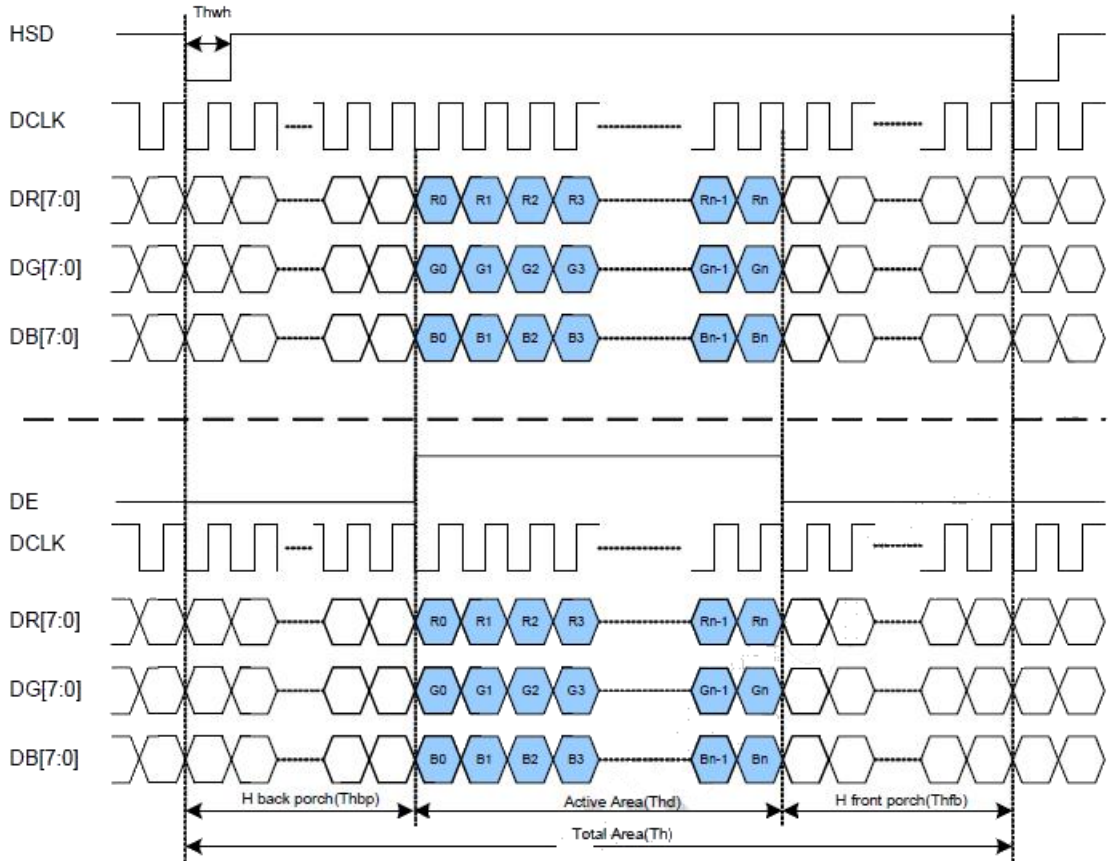 Thwh
HSD
DCLK
DR[7:0] R0 R1 R2 R3 Rn-1 Rn
DG[7:0] G0 G1 G2 G3 Gn-1 Gn
DB[7:0] B0 B1 B2 B3 Bn-1 Bn
DE
DCLK
DR[7:0] R0 R1 R2 R3 Rn-1 Rn
DG[7:0] G0 G1 G2 G3 Gn-1 Gn
DB[7:0] B0 B1 B2 B3 Bn-1 Bn
H back porch(Thbp) Active Area(Thd) H front porch(Thfb)
Total Area(Th)